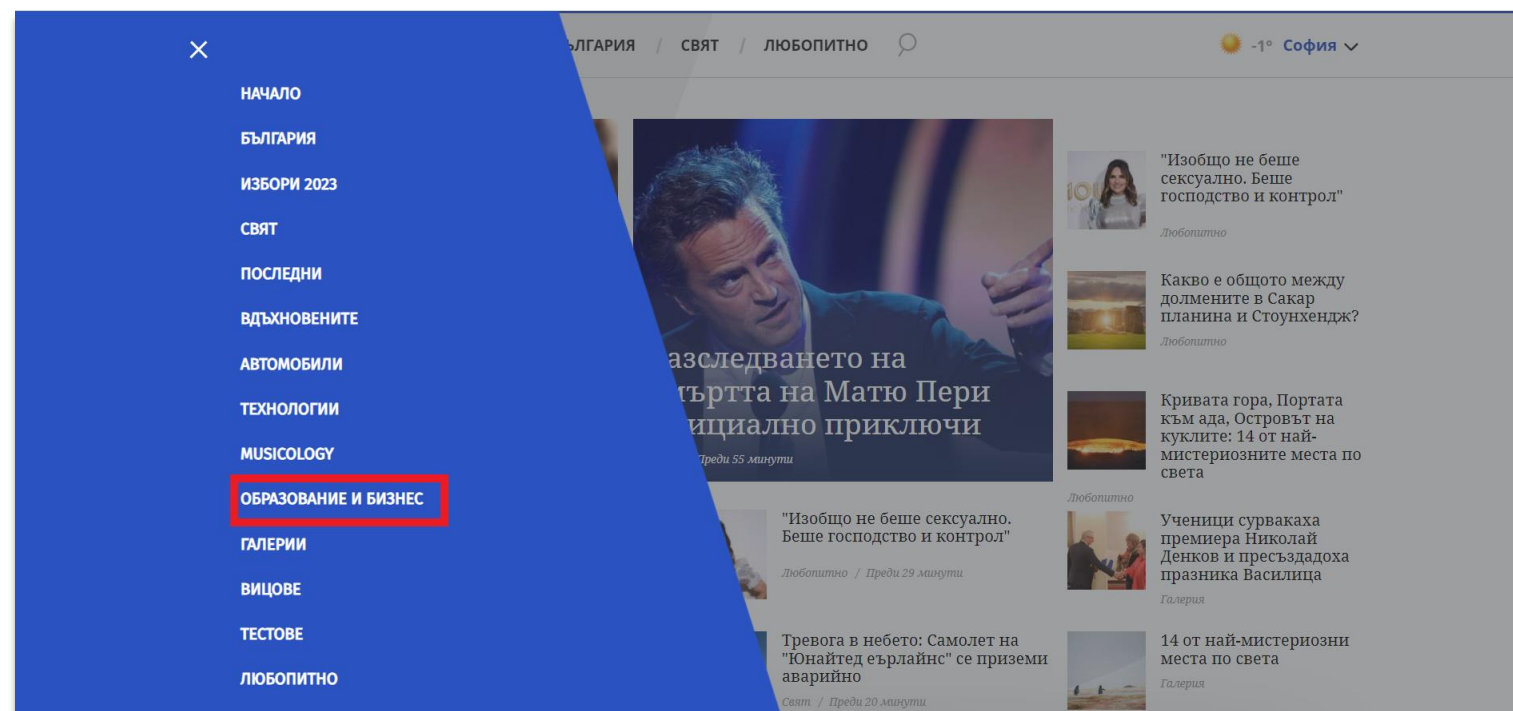 НАЧАЛО
БЪЛГАРИЯ
ИЗБОРИ 2023
СВЯТ
ПОСЛЕДНИ
ВДЪХНОВЕНИТЕ
АВТОМОБИЛИ
ТЕХНОЛОГИИ
MUSICOLOGY
ОБРАЗОВАНИЕ И БИЗНЕС
ГАЛЕРИИ
ВИЦОВЕ
ТЕСТОВЕ
ЛЮБОПИТНО
ЪЛГАРИЯ / СВЯТ / ЛЮБОПИТНО
-1° София
азследването на
мъртта на Матю Пери
ициално приключи
Преди 55 минути
"Изобщо не беше сексуално.
Беше господство и контрол"
Любопитно / Преди 29 минути
Тревога в небето: Самолет на
"Юнайтед еърлайнс" се приземи
аварийно
Свят / Преди 20 минути
"Изобщо не беше
сексуално. Беше
господство и контрол"
Любопитно
Какво е общото между
долмените в Сакар
планина и Стоунхендж?
Любопитно
Кривата гора, Портата
към ада, Островът на
куклите: 14 от най-
мистериозните места по
света
Любопитно
Ученици сурвакаха
премиера Николай
Денков и пресъздадоха
празника Василица
Галерия
14 от най-мистериозни
места по света
Галерия